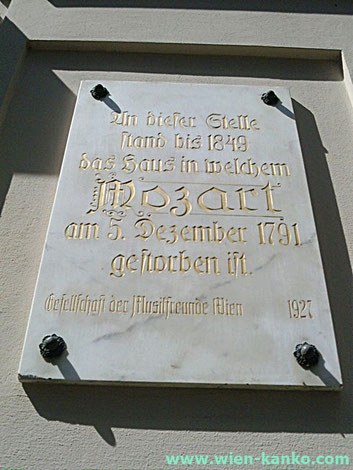 An dieser Stelle
stand bis 1849
das Haus in welchem
Mozart
am 5. Dezember 1791
gestorben ist.
Gesellschaft der Musikfreunde Wien 1927
www.wien-kanko.com